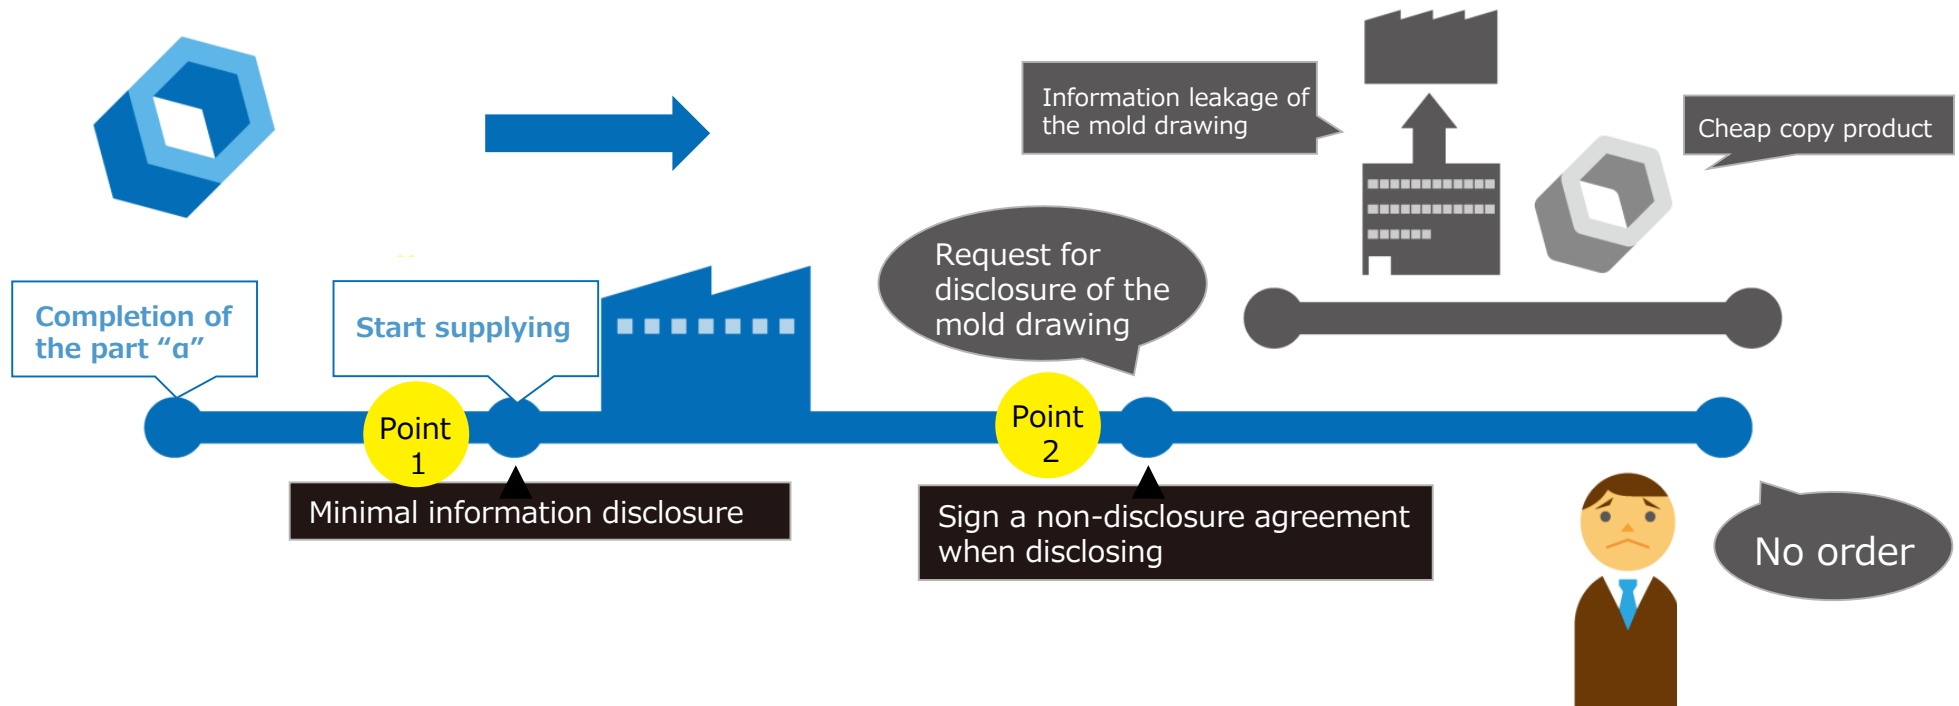 Information leakage of
the mold drawing
Cheap copy product
Request for
disclosure of the
mold drawing
Completion of
the part “α”
Start supplying
Point
1
Point
2
Minimal information disclosure
Sign a non-disclosure agreement
when disclosing
No order